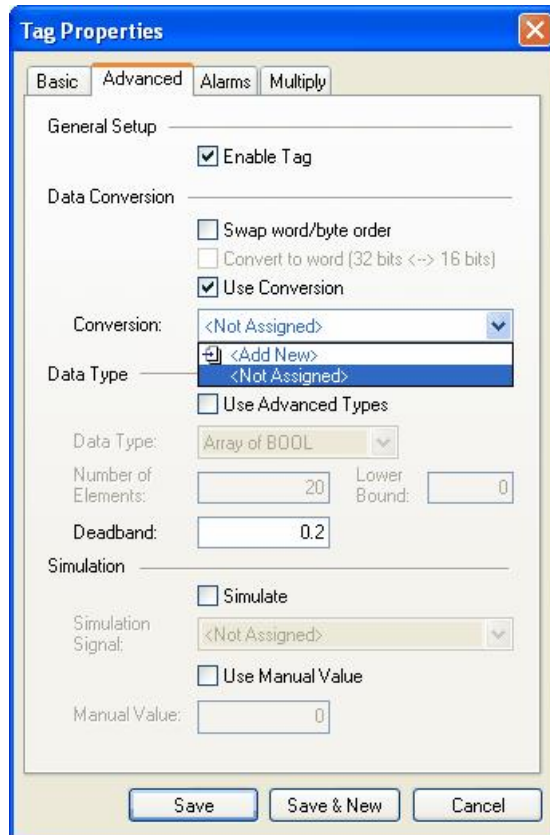 Tag Properties
Basic Advanced Alarms Multiply
General Setup
Enable Tag
Data Conversion
Swap word/byte order
Convert to word (32 bits <--> 16 bits)
Use Conversion
Conversion: <Not Assigned>
<Add New>
<Not Assigned>
Data Type
Use Advanced Types
Data Type: Array of BOOL
Number of Elements: 20 Lower Bound: 0
Deadband: 0.2
Simulation
Simulate
Simulation Signal: <Not Assigned>
Use Manual Value
Manual Value: 0
Save Save & New Cancel